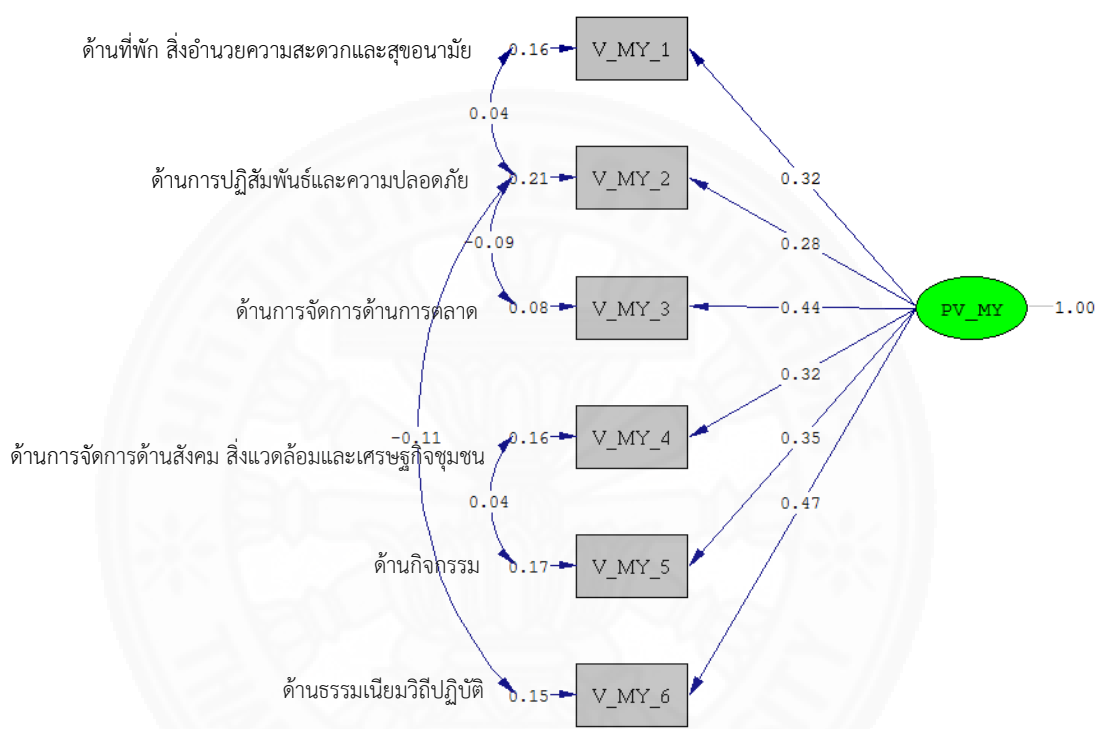 ด้านที่พัก สิ่งอำนวยความสะดวกและสุขอนามัย 0.16 V_MY_1
0.04
ด้านการปฏิสัมพันธ์และความปลอดภัย 0.21 V_MY_2 0.32
-0.09 0.28
ด้านการจัดการด้านการตลาด 0.08 V_MY_3 0.44 PV_MY 1.00
0.32
-0.11 0.16 V_MY_4 0.35
ด้านการจัดการด้านสังคม สิ่งแวดล้อมและเศรษฐกิจชุมชน
0.04 0.47
ด้านกิจกรรม 0.17 V_MY_5
ด้านธรรมเนียมวิถีปฏิบัติ 0.15 V_MY_6